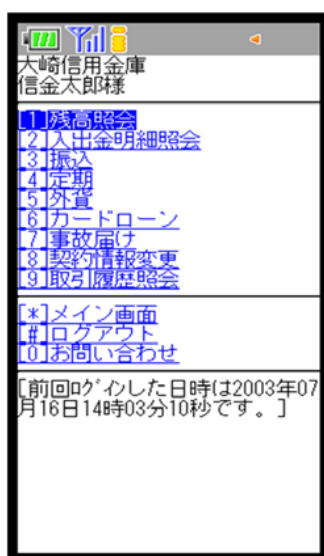 大崎信用金庫
信金太郎様
[1]残高照会
[2]入出金明細照会
[3]振込
[4]定期
[5]外貨
[6]カードローン
[7]事故届け
[8]契約情報変更
[9]取引履歴照会
[*]メイン画面
[#]ログアウト
[0]お問い合わせ
[前回ﾛｸﾞｲﾝした日時は2003年07
月16日14時03分10秒です。]